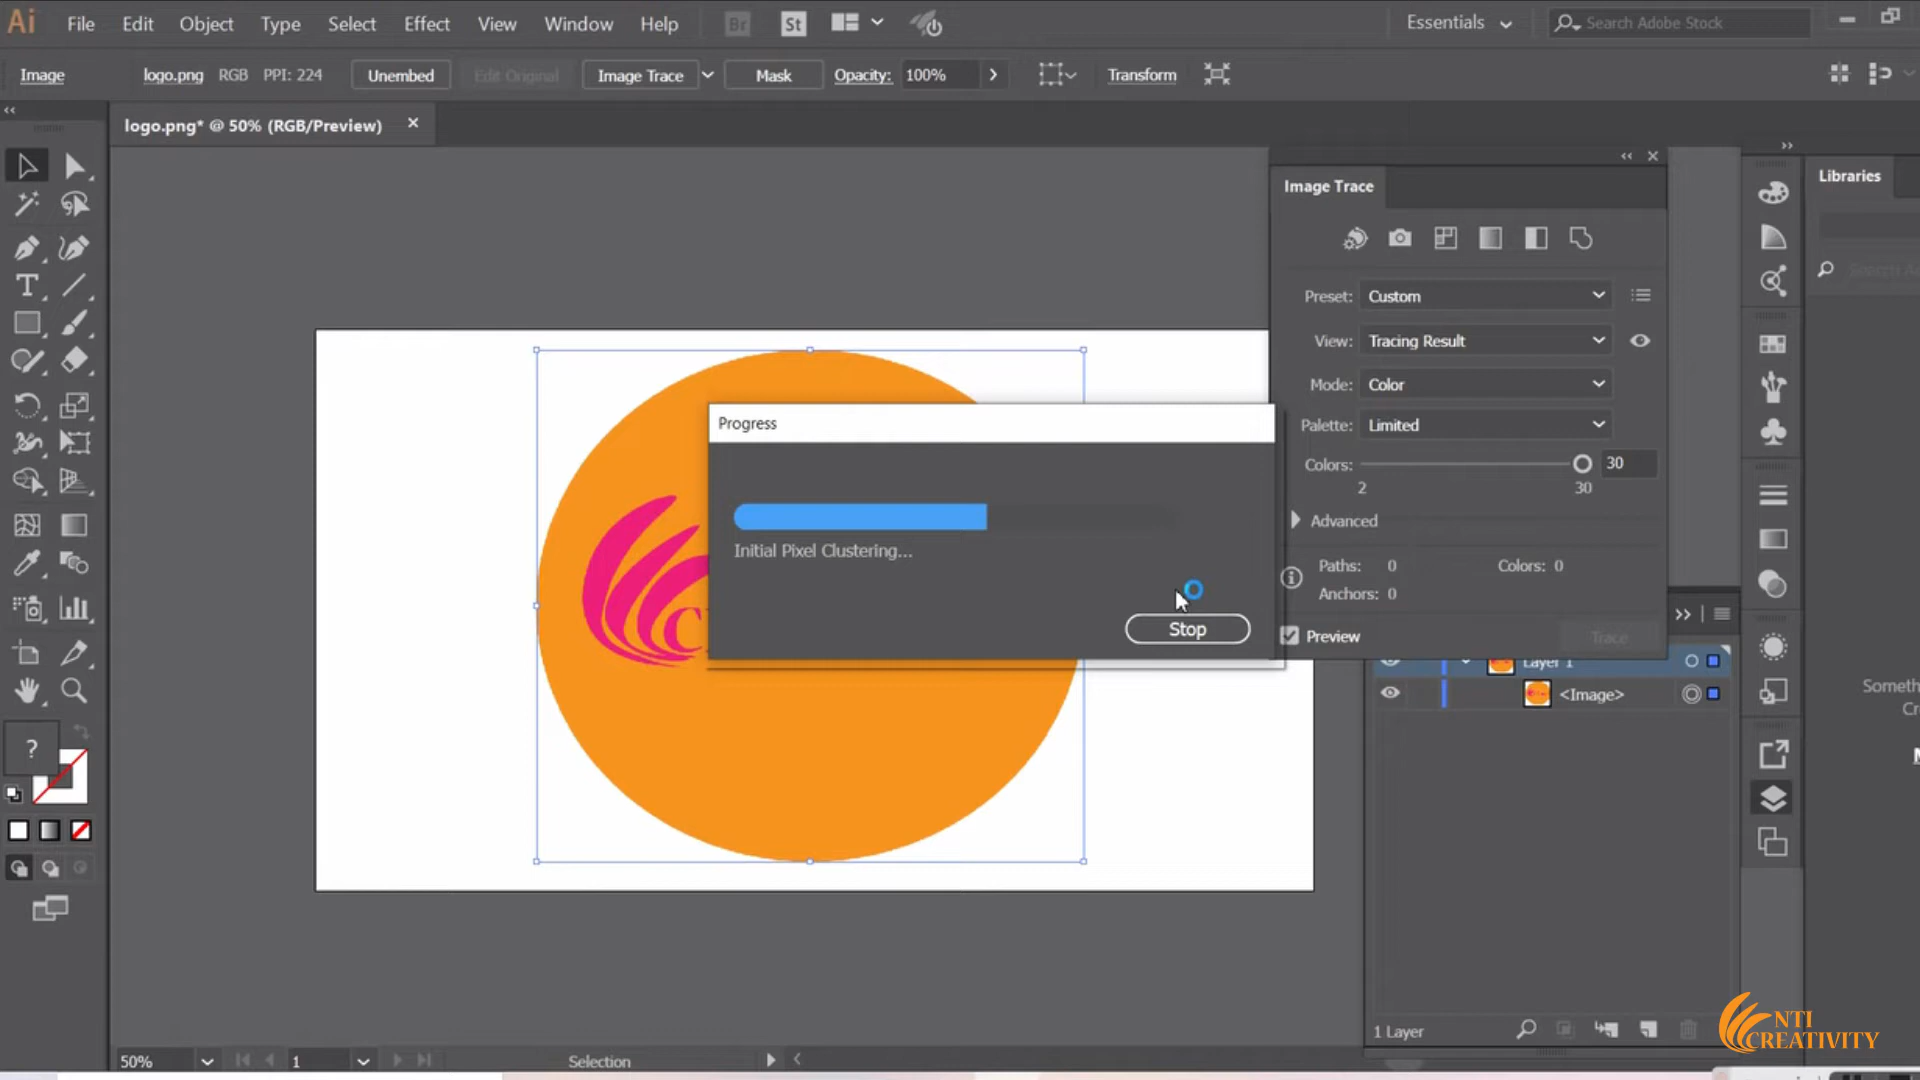 Ai File Edit Object Type Select Effect View Window Help Br St Essentials Search Adobe Stock
Image logo.png RGB PPI: 224 Unembed Edit Original Image Trace Mask Opacity: 100% Transform
logo.png* @ 50% (RGB/Preview)
Image Trace
Libraries
Preset: Custom
View: Tracing Result
Mode: Color
Palette: Limited
Colors: 30
2 30
Advanced
Paths: 0 Colors: 0
Anchors: 0
Preview Trace
Progress
Initial Pixel Clustering...
Stop
Layer 1
<Image>
Someth
1 Layer
50% 1 Selection
NTI
CREATIVITY